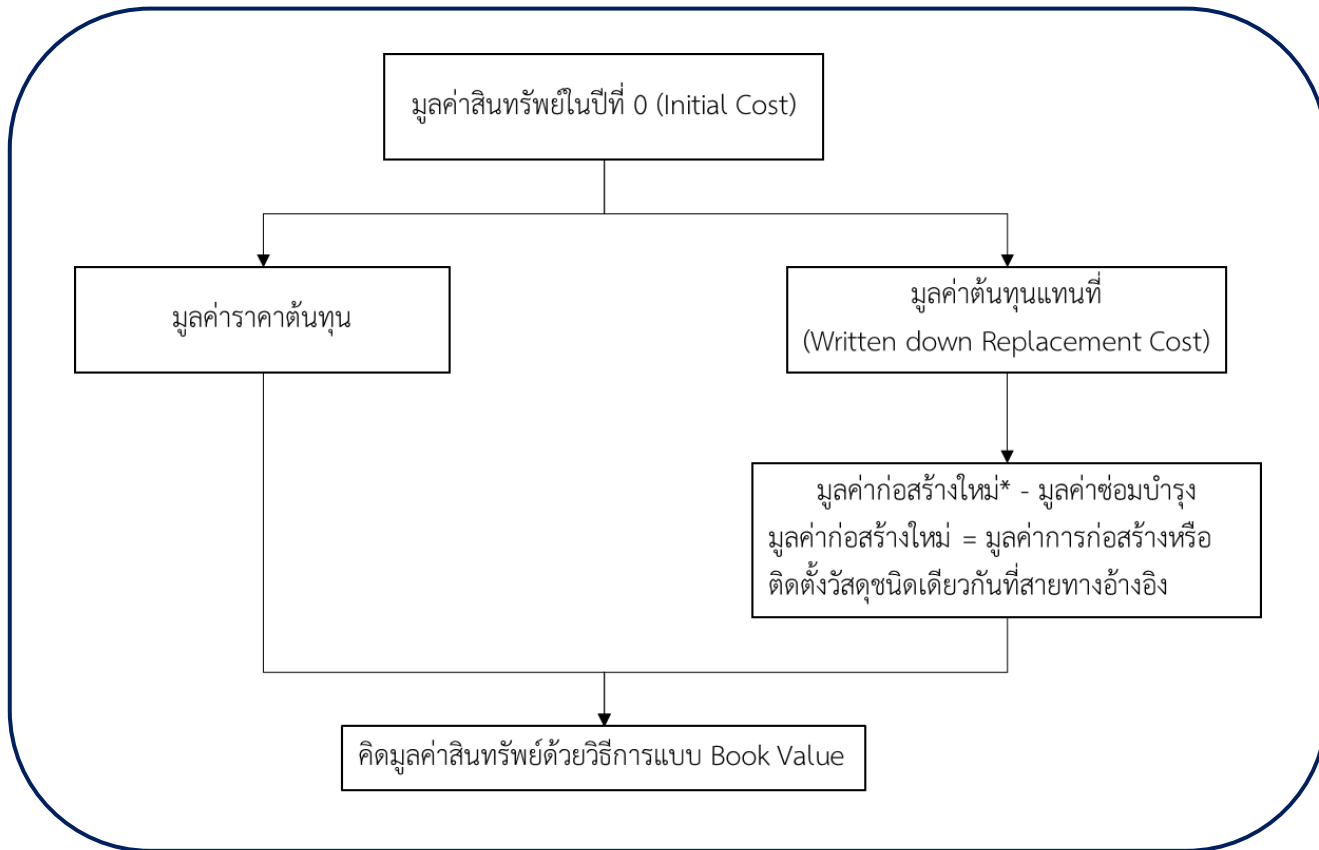 มูลค่าสินทรัพย์ในปีที่ 0 (Initial Cost)
มูลค่าราคาต้นทุน
มูลค่าต้นทุนแทนที่
(Written down Replacement Cost)
มูลค่าก่อสร้างใหม่* - มูลค่าซ่อมบำรุง
มูลค่าก่อสร้างใหม่ = มูลค่าการก่อสร้างหรือ
ติดตั้งวัสดุชนิดเดียวกันที่สายทางอ้างอิง
คิดมูลค่าสินทรัพย์ด้วยวิธีการแบบ Book Value